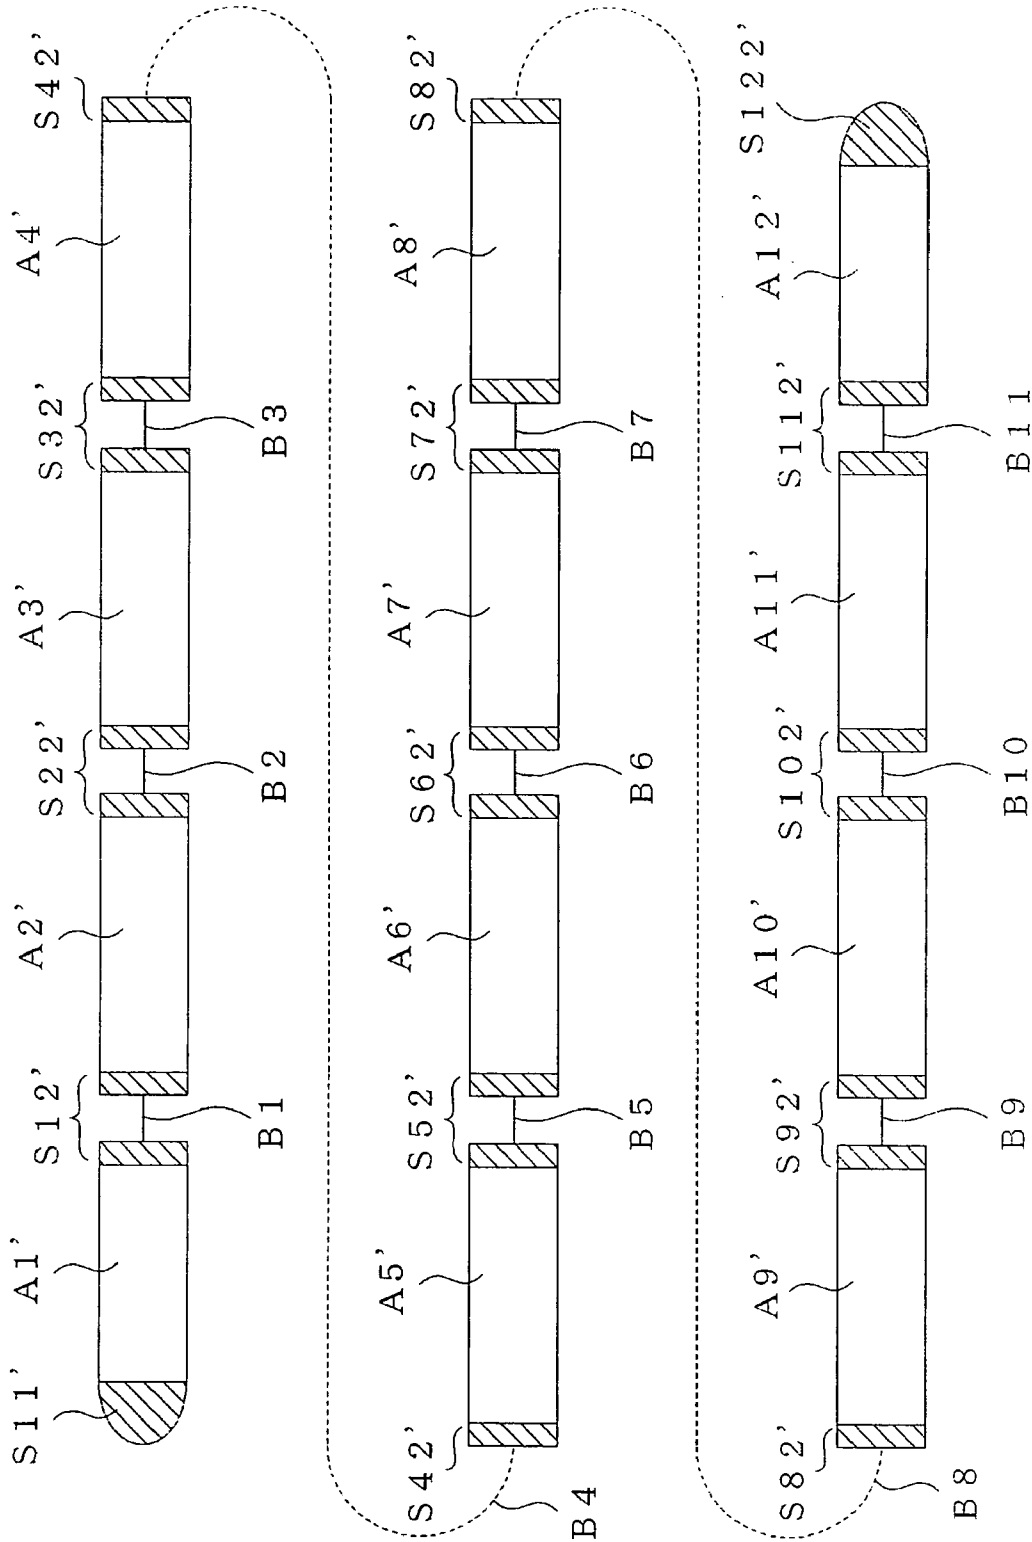 S11'
A1'
S12'
A2'
S22'
A3'
S32'
A4'
S42'
B1
B2
B3
S42'
A5'
S52'
A6'
S62'
A7'
S72'
A8'
S82'
B4
B5
B6
B7
S82'
A9'
S92'
A10'
S102'
A11'
S112'
A12'
S122'
B8
B9
B10
B11